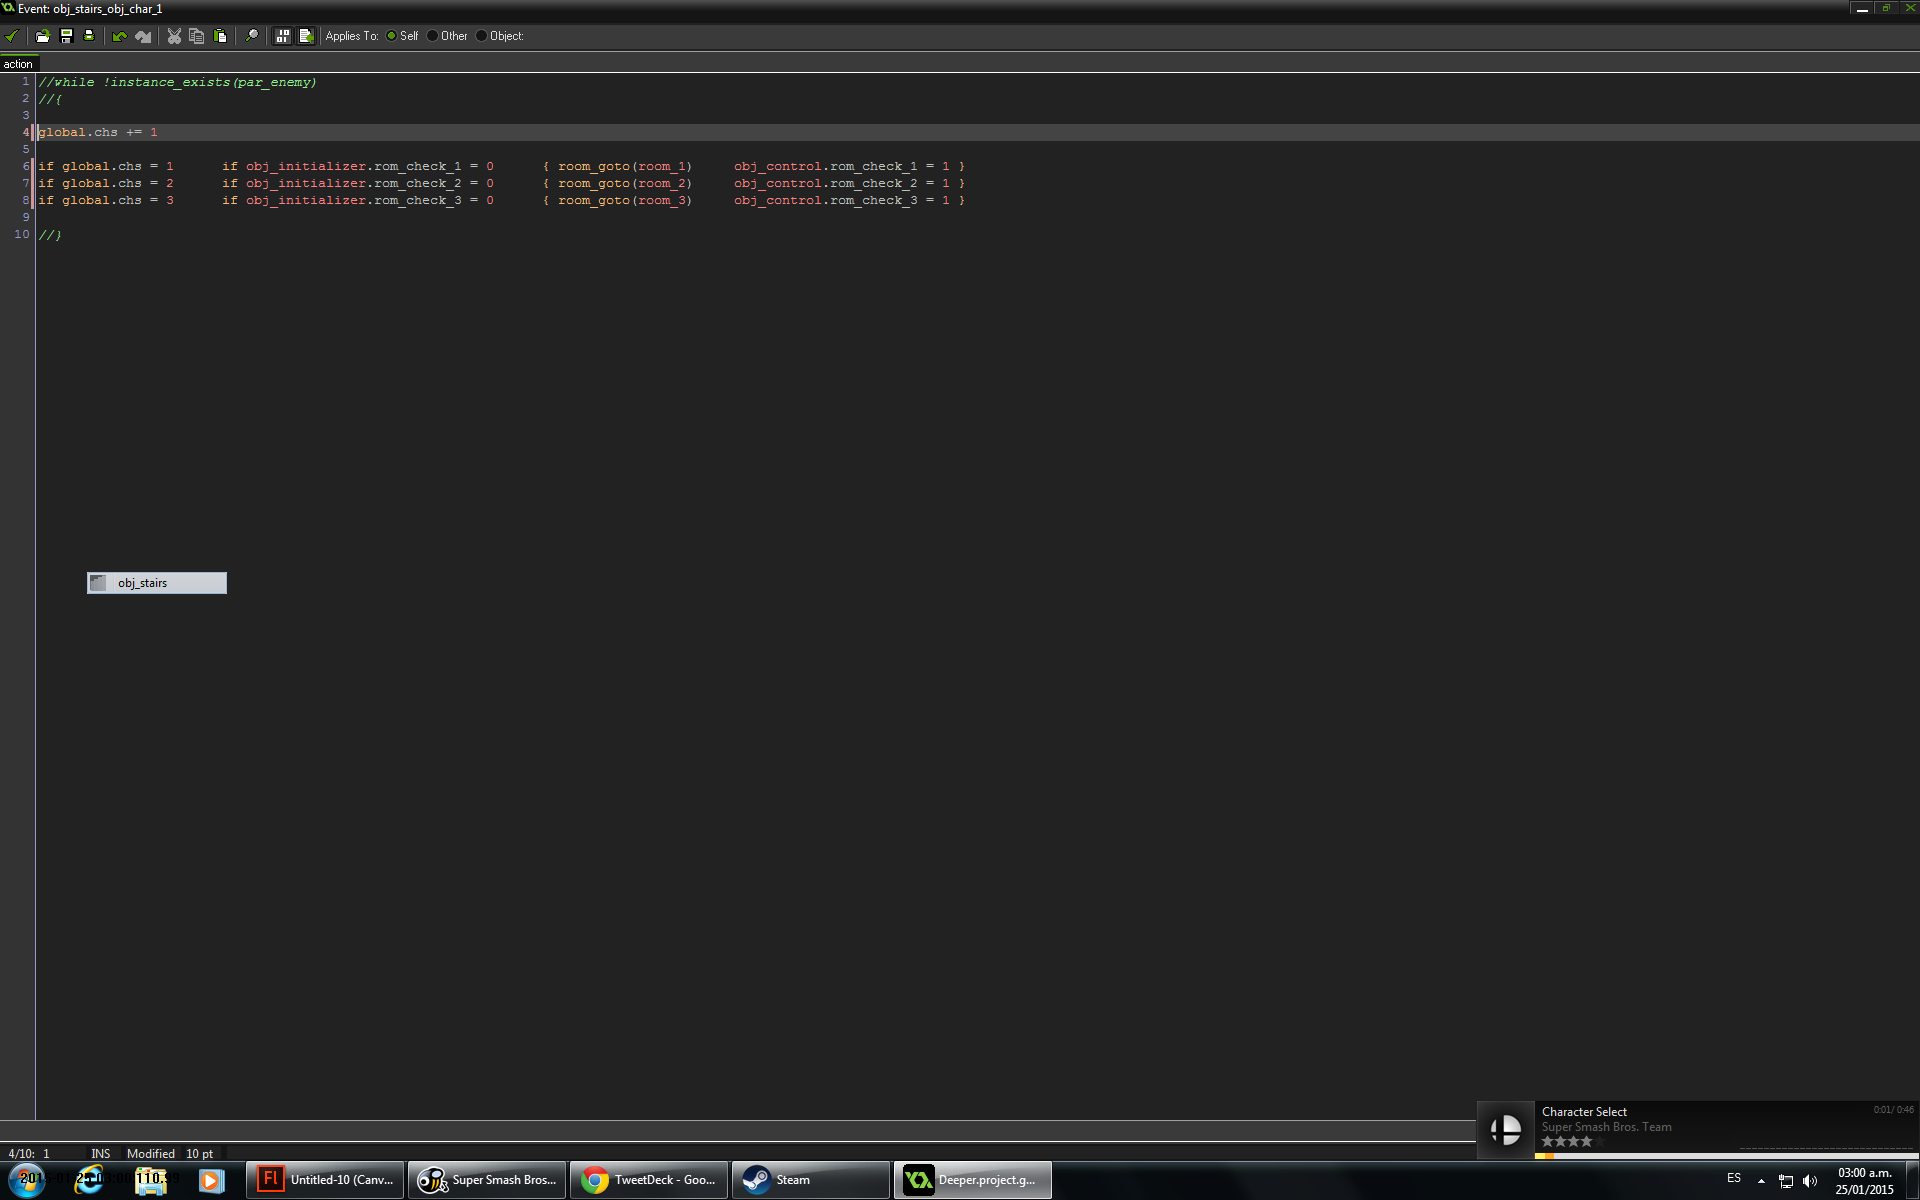 Event: obj_stairs_obj_char_1
Applies To: Self Other Object:
action
1 //while !instance_exists(par_enemy)
2 //{
3
4 global.chs += 1
5
6 if global.chs = 1 if obj_initializer.rom_check_1 = 0 { room_goto(room_1) obj_control.rom_check_1 = 1 }
7 if global.chs = 2 if obj_initializer.rom_check_2 = 0 { room_goto(room_2) obj_control.rom_check_2 = 1 }
8 if global.chs = 3 if obj_initializer.rom_check_3 = 0 { room_goto(room_3) obj_control.rom_check_3 = 1 }
9
10 //}
obj_stairs
Character Select 0:01/ 0:46
Super Smash Bros. Team
4/10: 1 INS Modified 10 pt
Fl Untitled-10 (Canv... Super Smash Bros... TweetDeck - Goo... Steam Deeper.project.g... ES 03:00 a.m.
25/01/2015